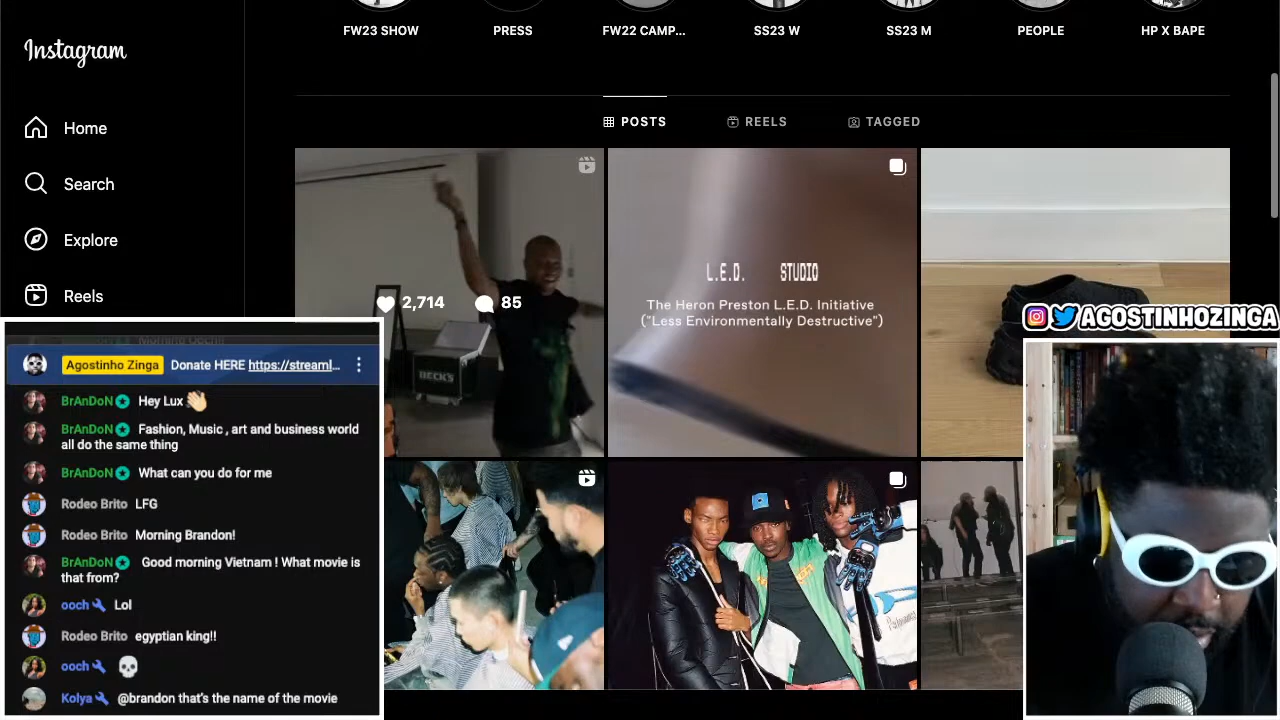 FW23 SHOW
PRESS
FW22 CAMP...
SS23 W
SS23 M
PEOPLE
HP X BAPE
Instagram
Home
Search
Explore
Reels
POSTS
REELS
TAGGED
2,714
85
BECK'S
L.E.D. STUDIO
The Heron Preston L.E.D. Initiative
("Less Environmentally Destructive")
AGOSTINHOZINGA
Agostinho Zinga Donate HERE https://streaml...
BrAnDoN Hey Lux
BrAnDoN Fashion, Music , art and business world
all do the same thing
BrAnDoN What can you do for me
Rodeo Brito LFG
Rodeo Brito Morning Brandon!
BrAnDoN Good morning Vietnam ! What movie is
that from?
ooch Lol
Rodeo Brito egyptian king!!
ooch
Kolya @brandon that's the name of the movie